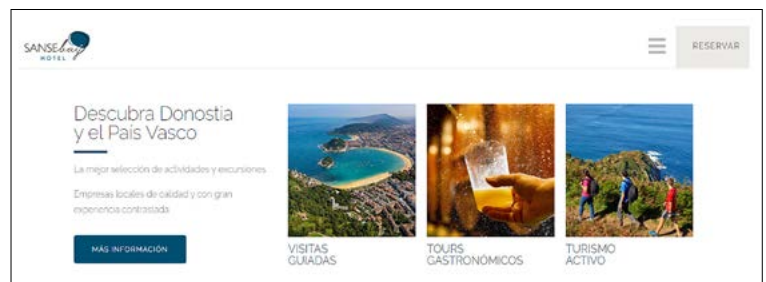 SANSEbay
HOTEL
RESERVAR
Descubra Donostia
y el País Vasco
La mejor selección de actividades y excursiones
Empresas locales de calidad y con gran
experiencia contrastada
MÁS INFORMACIÓN
VISITAS
GUIADAS
TOURS
GASTRONÓMICOS
TURISMO
ACTIVO